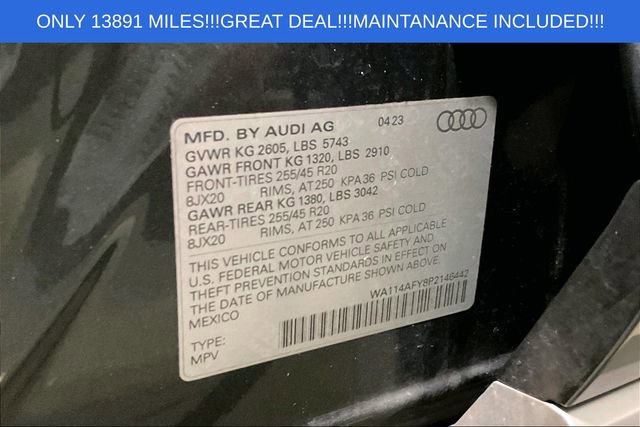 ONLY 13891 MILES!!!GREAT DEAL!!!MAINTANANCE INCLUDED!!!
MFD. BY AUDI AG 04 23
GVWR KG 2605, LBS 5743
GAWR FRONT KG 1320, LBS 2910
FRONT-TIRES 255/45 R20
8JX20 RIMS, AT 250 KPA 36 PSI COLD
GAWR REAR KG 1380, LBS 3042
REAR-TIRES 255/45 R20
8JX20 RIMS, AT 250 KPA 36 PSI COLD
THIS VEHICLE CONFORMS TO ALL APPLICABLE
U.S. FEDERAL MOTOR VEHICLE SAFETY AND
THEFT PREVENTION STANDARDS IN EFFECT ON
THE DATE OF MANUFACTURE SHOWN ABOVE.
MEXICO WA114AFY8P2146442
TYPE:
MPV